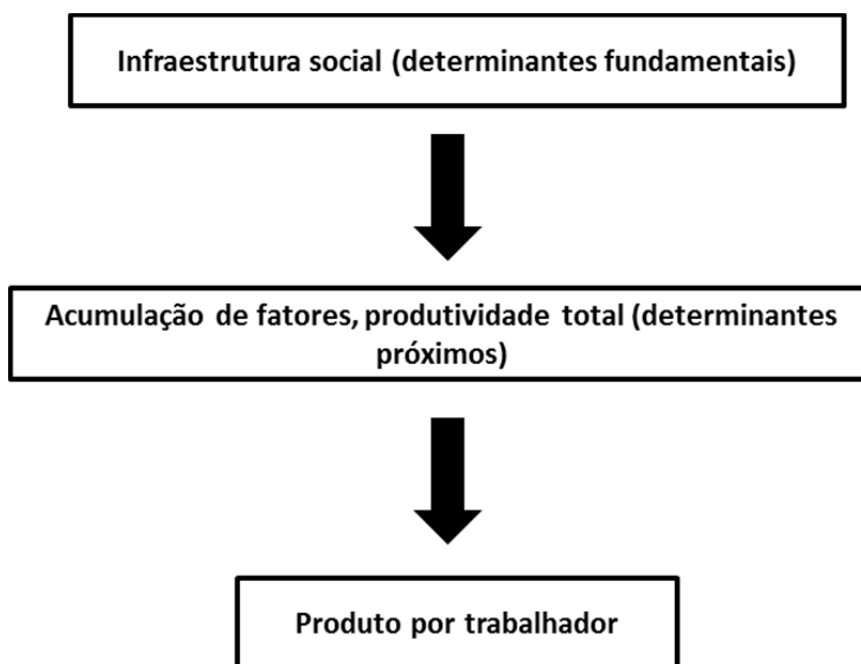 Infraestrutura social (determinantes fundamentais)
Acumulação de fatores, produtividade total (determinantes
próximos)
Produto por trabalhador